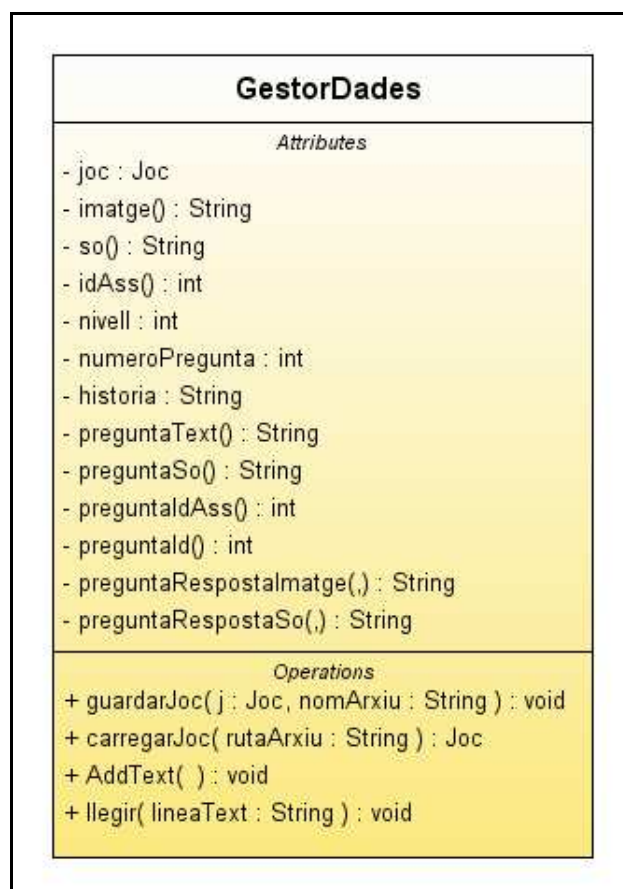 GestorDades
Attributes
- joc : Joc
- imatge() : String
- so() : String
- idAss() : int
- nivell : int
- numeroPregunta : int
- historia : String
- preguntaText() : String
- preguntaSo() : String
- preguntaIdAss() : int
- preguntaId() : int
- preguntaRespostaImatge(,) : String
- preguntaRespostaSo(,) : String
Operations
+ guardarJoc( j : Joc, nomArxiu : String ) : void
+ carregarJoc( rutaArxiu : String ) : Joc
+ AddText( ) : void
+ llegir( lineaText : String ) : void